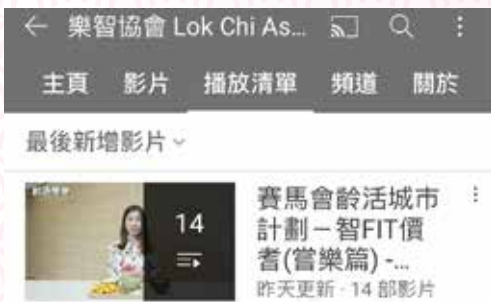 樂智協會 Lok Chi As...
主頁 影片 播放清單 頻道 關於
最後新增影片
14
賽馬會齡活城市
計劃－智FIT價
耆(嘗樂篇) -...
昨天更新 · 14 部影片